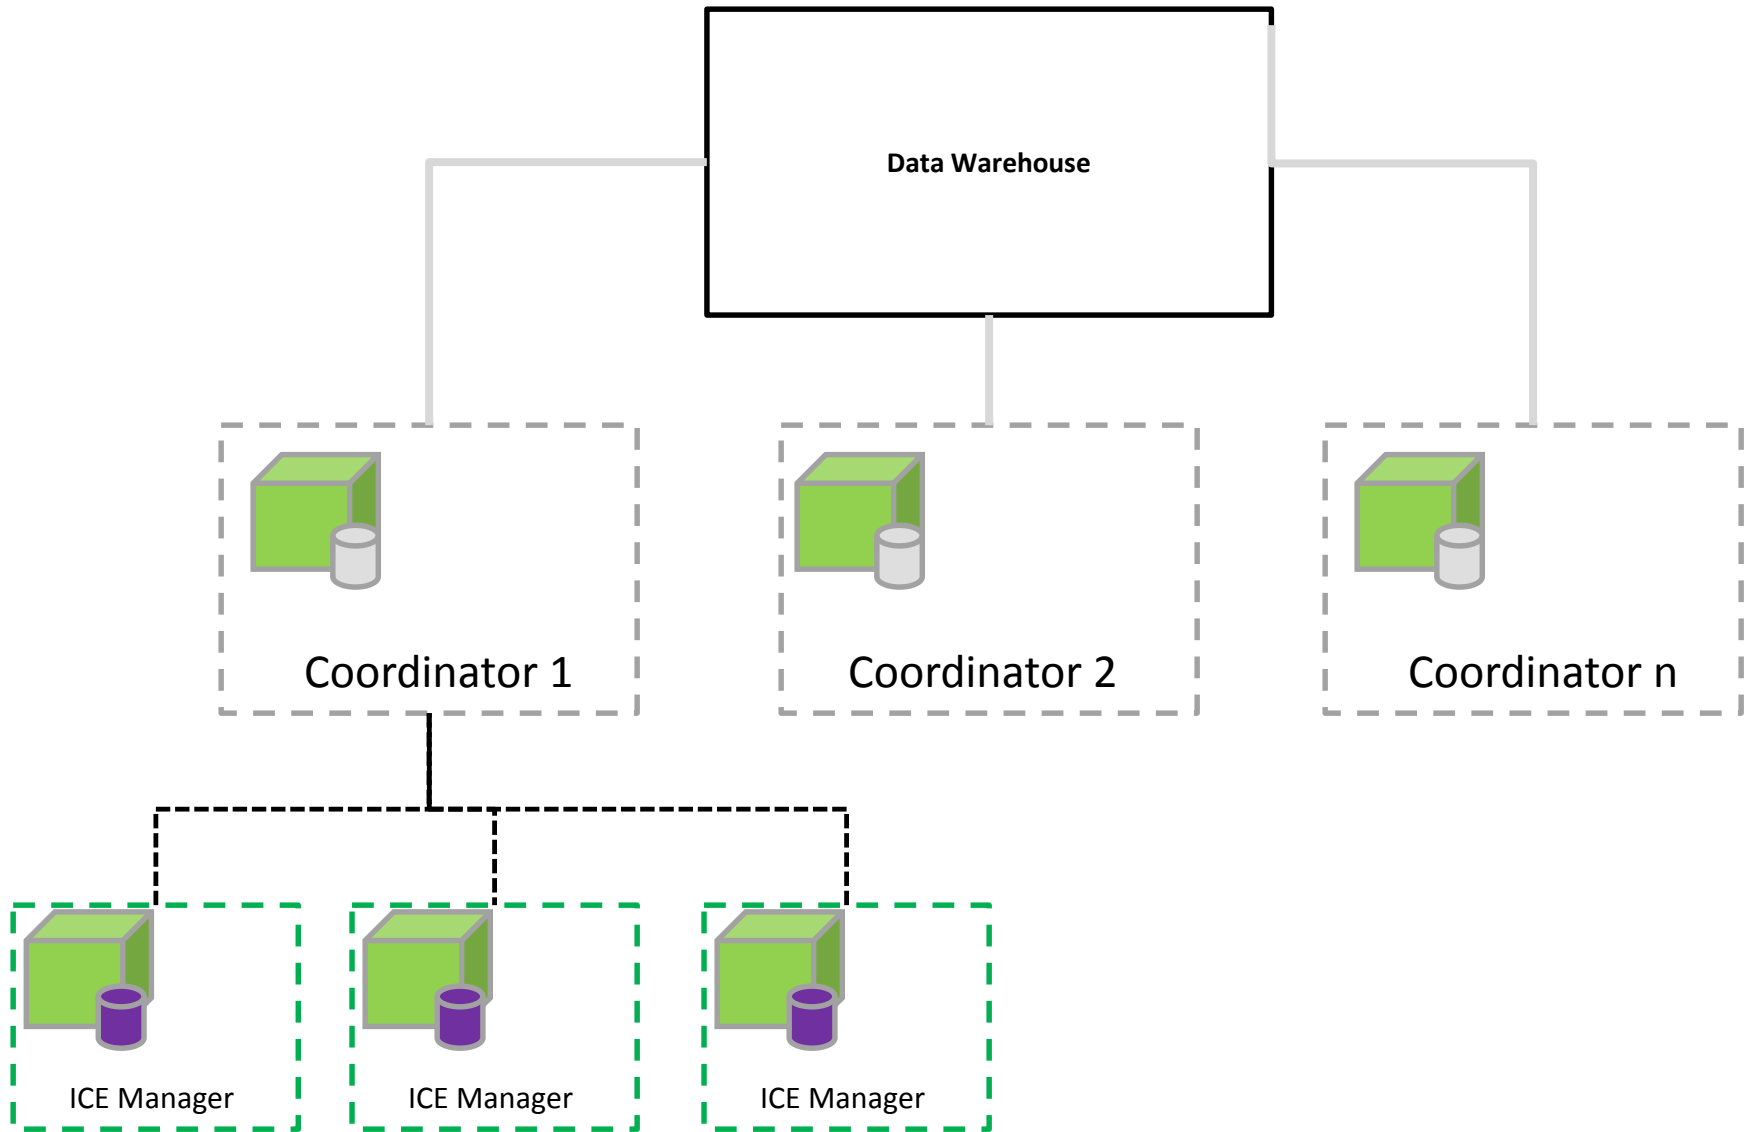 Data Warehouse
Coordinator 1
Coordinator 2
Coordinator n
ICE Manager
ICE Manager
ICE Manager